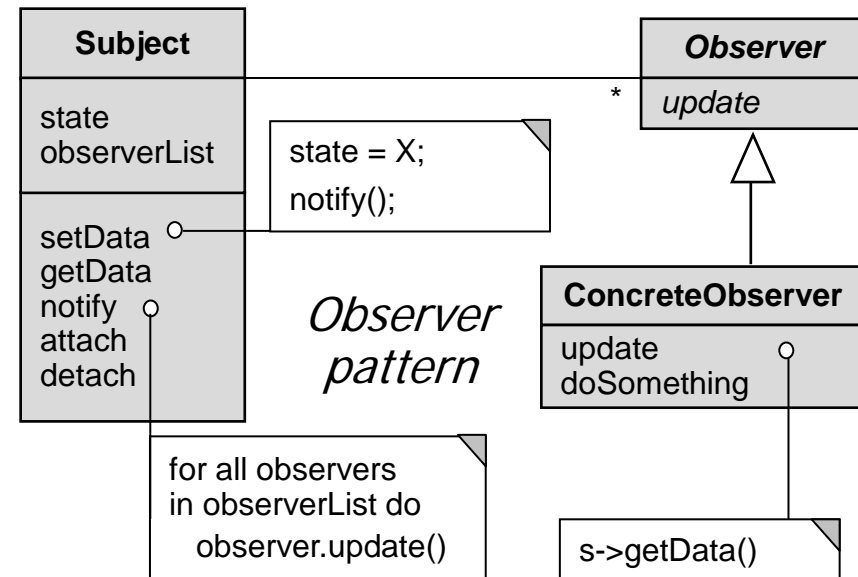 Subject
state
observerList
setData
getData
notify
attach
detach
state = X;
notify();
for all observers
in observerList do
observer.update()
Observer
pattern
*
Observer
update
ConcreteObserver
update
doSomething
s->getData()